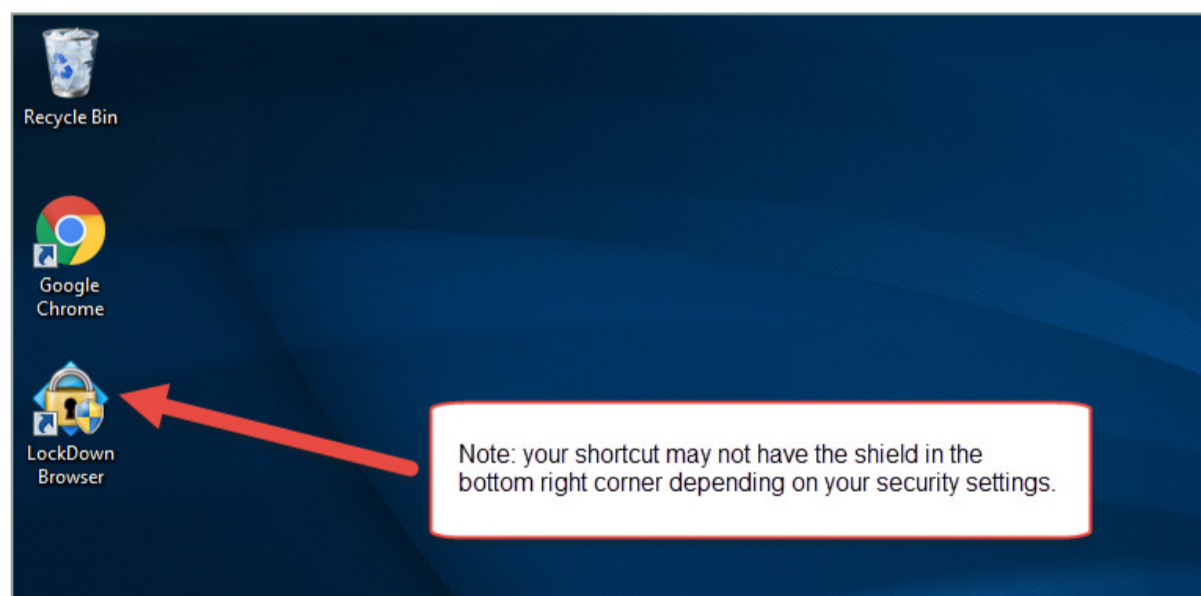 Recycle Bin
Google
Chrome
LockDown
Browser
Note: your shortcut may not have the shield in the
bottom right corner depending on your security settings.